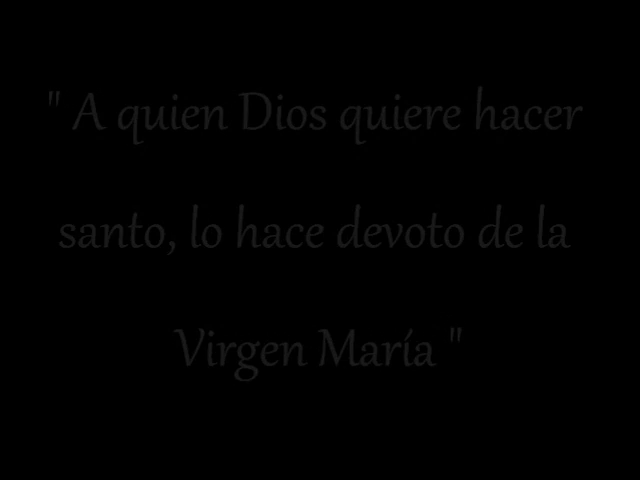 " A quien Dios quiere hacer
santo, lo hace devoto de la
Virgen María "